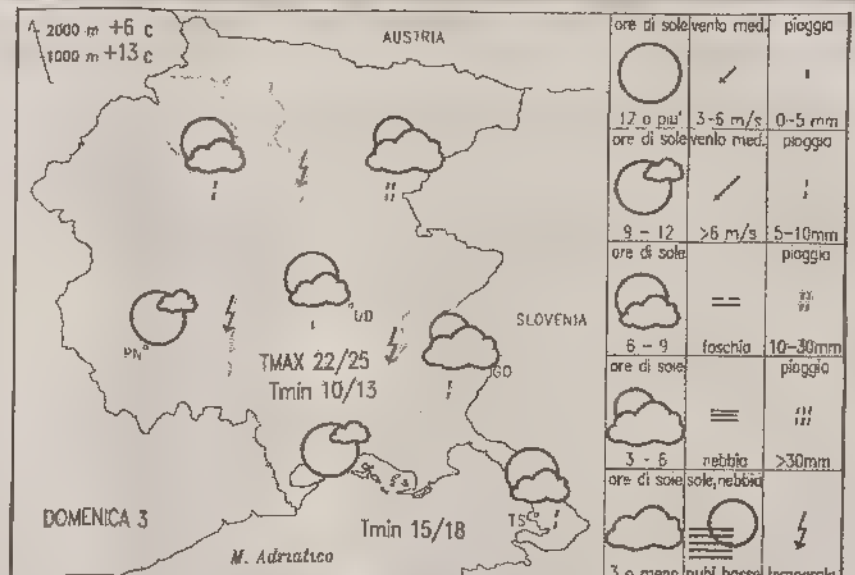 2000 m +6 c
1000 m +13 c
AUSTRIA
UD
SLOVENIA
PN
TMAX 22/25
Tmin 10/13
GO
DOMENICA 3
Tmin 15/18
TS
M. Adriatico
ore di sole vento med. pioggia
12 o piu' 3-6 m/s 0-5 mm
ore di sole vento med. pioggia
9 - 12 >6 m/s 5-10mm
ore di sole pioggia
6 - 9 foschia 10-30mm
ore di sole pioggia
3 - 6 nebbia >30mm
ore di sole sole,nebbia
3 o meno nubi basse temporale